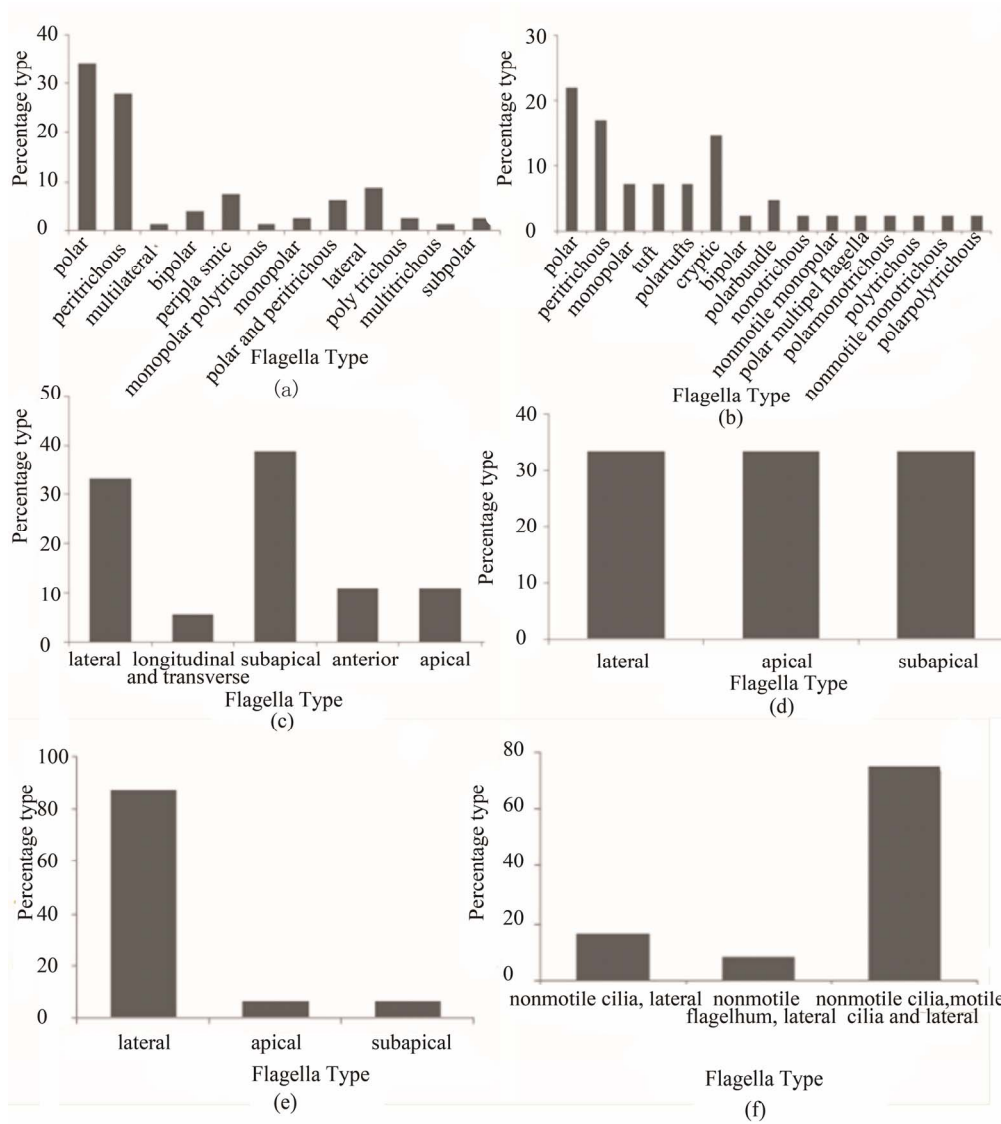 40
30
20
10
0
Percentage type
polar
peritrichous
multilateral
bipolar
peripla smic
monopolar polytrichous
monopolar
polar and peritrichous
lateral
poly trichous
multitrichous
subpolar
Flagella Type
(a)
30
20
10
0
Percentage type
polar
peritrichous
monopolar
tuft
polartufts
cryptic
bipolar
polarbundle
nonotrichous
nonmotile monopolar
polar multipel flagella
polarmonotrichous
polytrichous
nonmotile monotrichous
polarpolytrichous
Flagella Type
(b)
50
40
30
20
10
0
Percentage type
lateral
longitudinal
and transverse
subapical
anterior
apical
Flagella Type
(c)
40
30
20
10
0
Percentage type
lateral
apical
subapical
Flagella Type
(d)
100
80
60
40
20
0
Percentage type
lateral
apical
subapical
Flagella Type
(e)
80
60
40
20
0
Percentage type
nonmotile cilia, lateral
nonmotile
flagelhum, lateral
nonmotile cilia,motile
cilia and lateral
Flagella Type
(f)